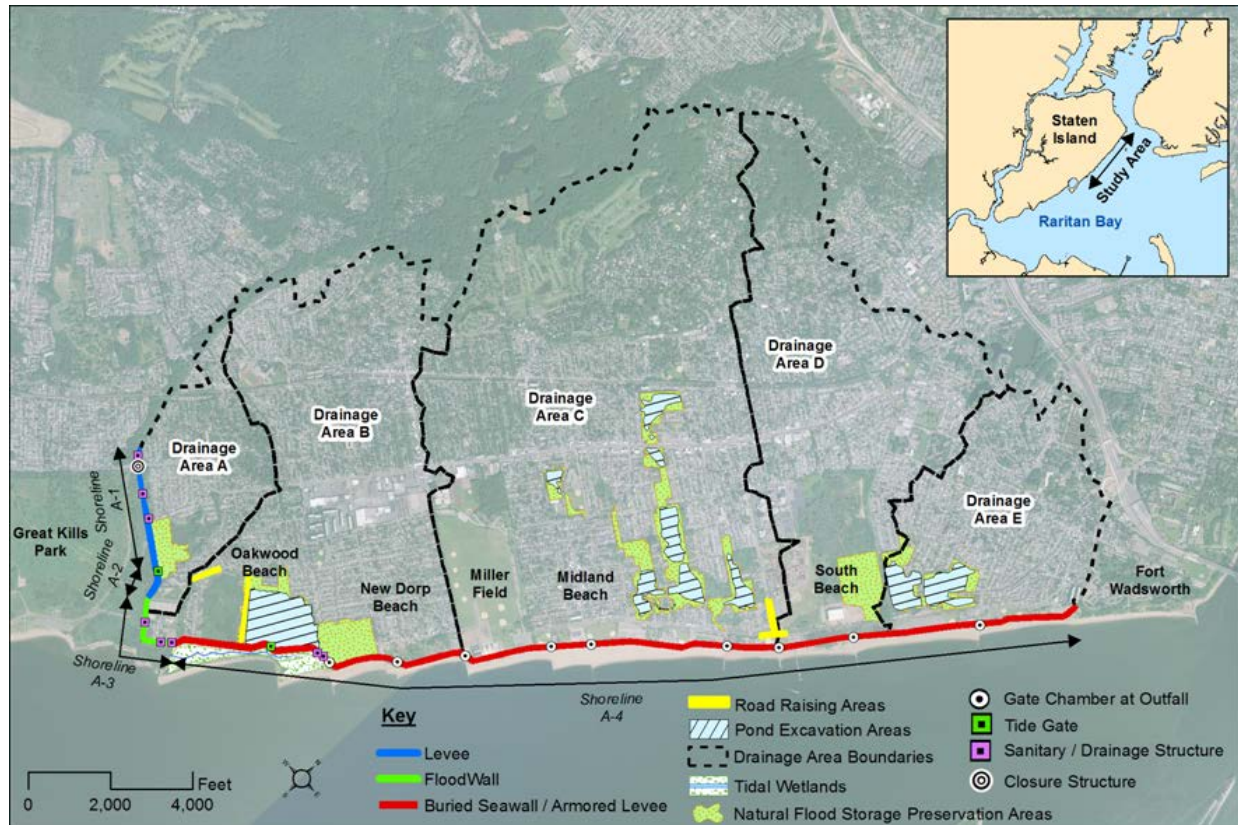 Staten
Island
Study Area
Raritan Bay
Drainage
Area D
Drainage
Area C
Drainage
Area B
Drainage
Area A
Drainage
Area E
Shoreline
A-1
Great Kills
Park
Shoreline
A-2
Oakwood
Beach
New Dorp
Beach
Miller
Field
Midland
Beach
South
Beach
Fort
Wadsworth
Shoreline
A-3
Shoreline
A-4
Key
Levee
FloodWall
Buried Seawall / Armored Levee
Road Raising Areas
Pond Excavation Areas
Drainage Area Boundaries
Tidal Wetlands
Natural Flood Storage Preservation Areas
Gate Chamber at Outfall
Tide Gate
Sanitary / Drainage Structure
Closure Structure
Feet
0 2,000 4,000